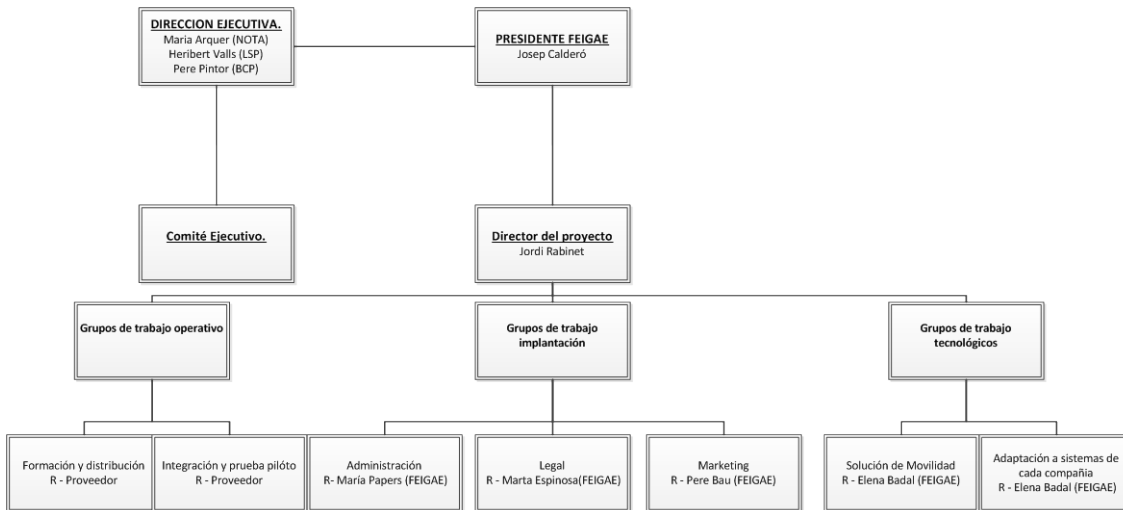 DIRECCION EJECUTIVA.
Maria Arquer (NOTA)
Heribert Valls (LSP)
Pere Pintor (BCP)
PRESIDENTE FEIGAE
Josep Calderó
Comité Ejecutivo.
Director del proyecto
Jordi Rabinet
Grupos de trabajo operativo
Grupos de trabajo
implantación
Grupos de trabajo
tecnológicos
Formación y distribución
R - Proveedor
Integración y prueba pilóto
R - Proveedor
Administración
R- María Papers (FEIGAE)
Legal
R - Marta Espinosa(FEIGAE)
Marketing
R - Pere Bau (FEIGAE)
Solución de Movilidad
R - Elena Badal (FEIGAE)
Adaptación a sistemas de
cada compañia
R - Elena Badal (FEIGAE)